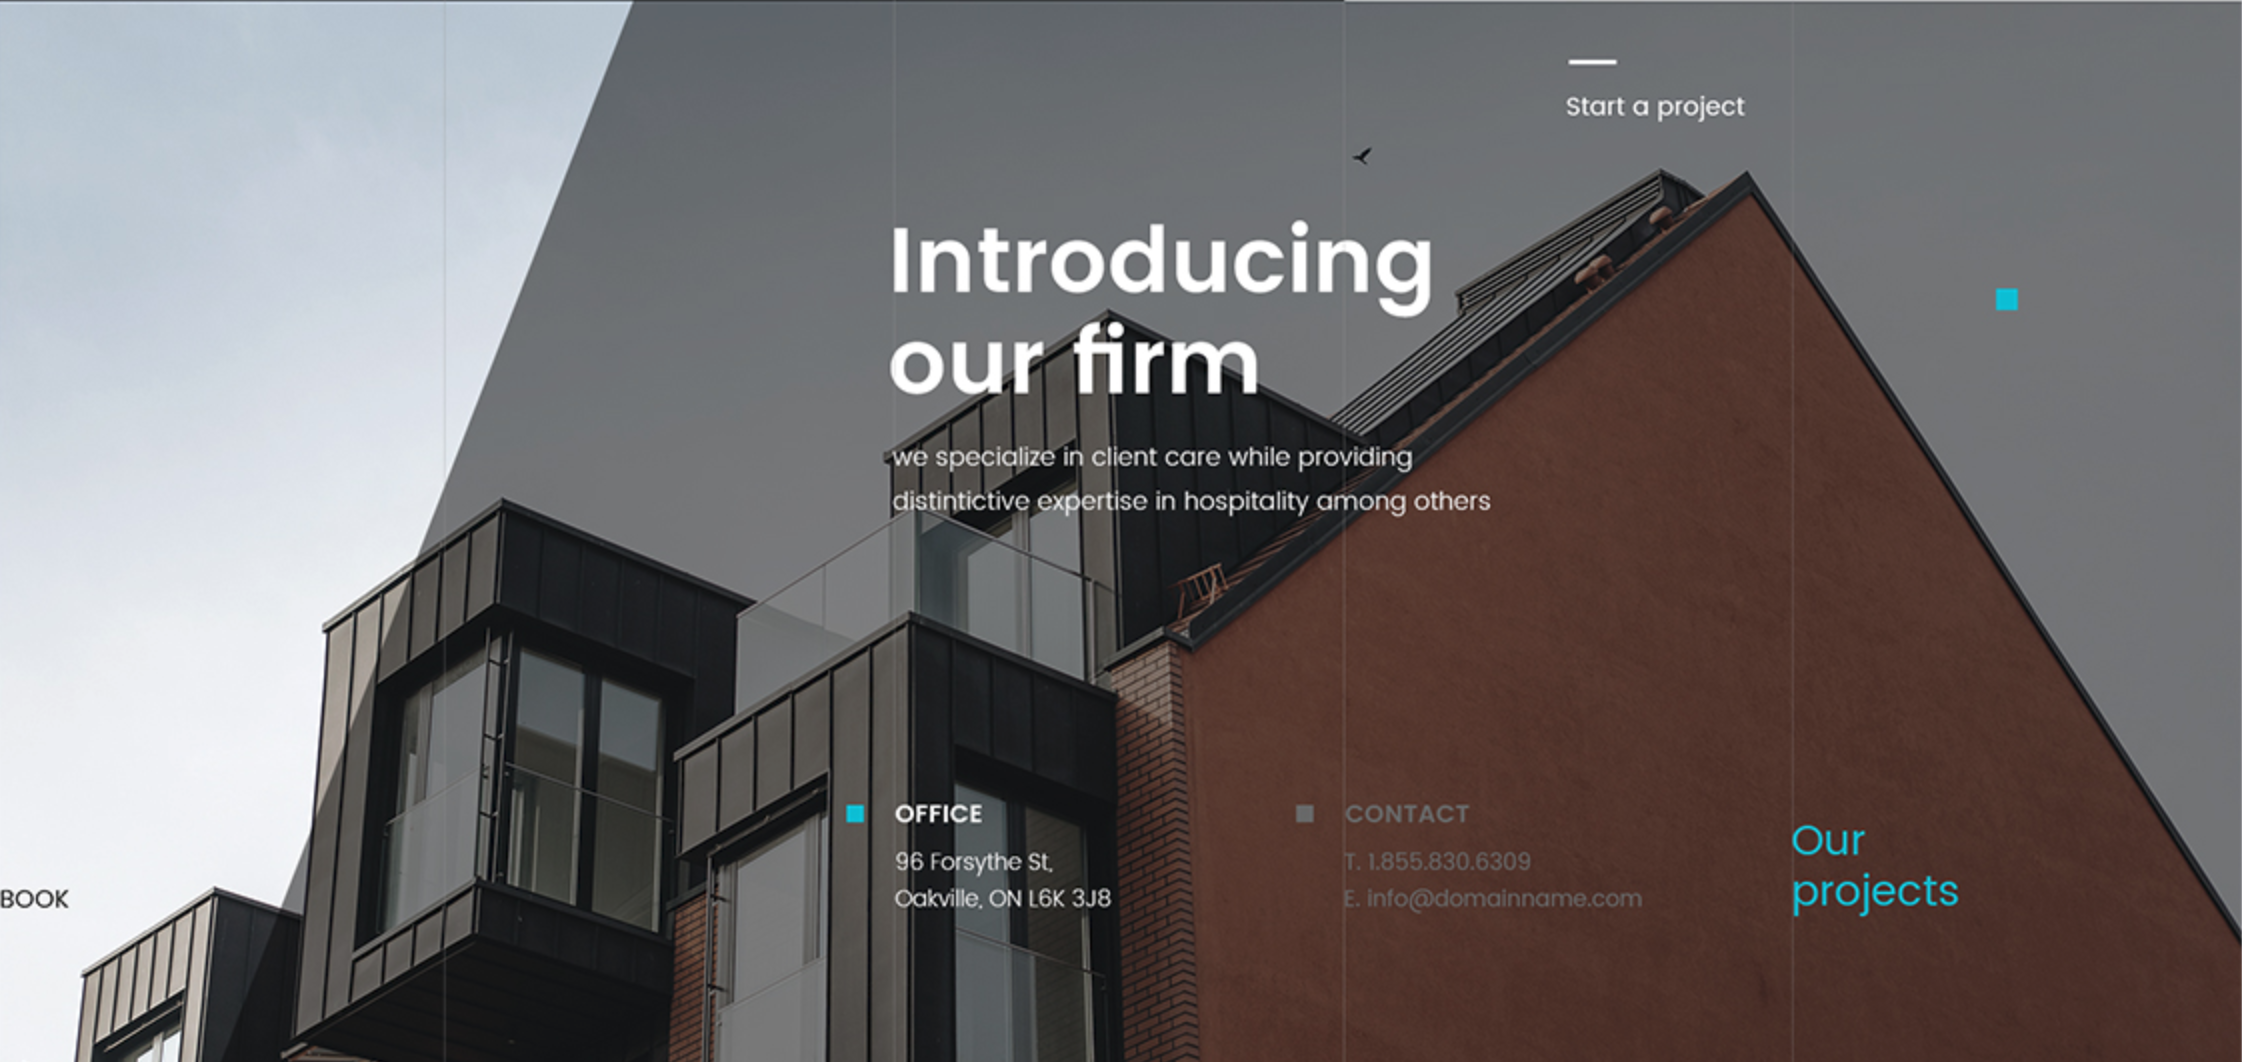 Start a project
Introducing
our firm
we specialize in client care while providing
distintictive expertise in hospitality among others
OFFICE
96 Forsythe St,
Oakville, ON L6K 3J8
CONTACT
T. 1.855.830.6309
E. info@domainname.com
Our
projects
BOOK